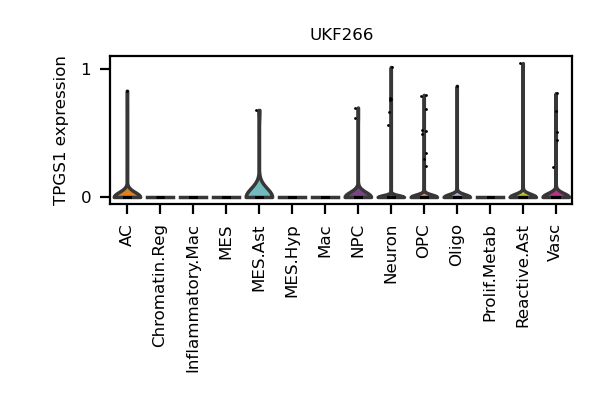 UKF266
TPGS1 expression
1
0
AC
Chromatin.Reg
Inflammatory.Mac
MES
MES.Ast
MES.Hyp
Mac
NPC
Neuron
OPC
Oligo
Prolif.Metab
Reactive.Ast
Vasc